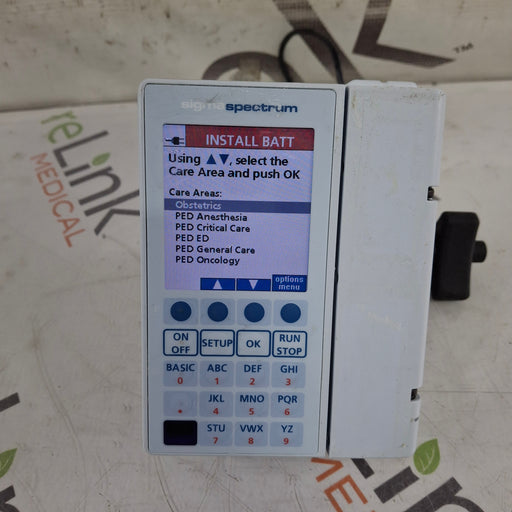 sigmaspectrum
INSTALL BATT
Using ▲▼, select the
Care Area and push OK
Care Areas:
Obstetrics
PED Anesthesia
PED Critical Care
PED ED
PED General Care
PED Oncology
options
menu
ON
OFF
SETUP
OK
RUN
STOP
BASIC ABC DEF GHI
0 1 2 3
JKL MNO PQR
. 4 5 6
STU VWX YZ
7 8 9
reLink
MEDICAL
TM